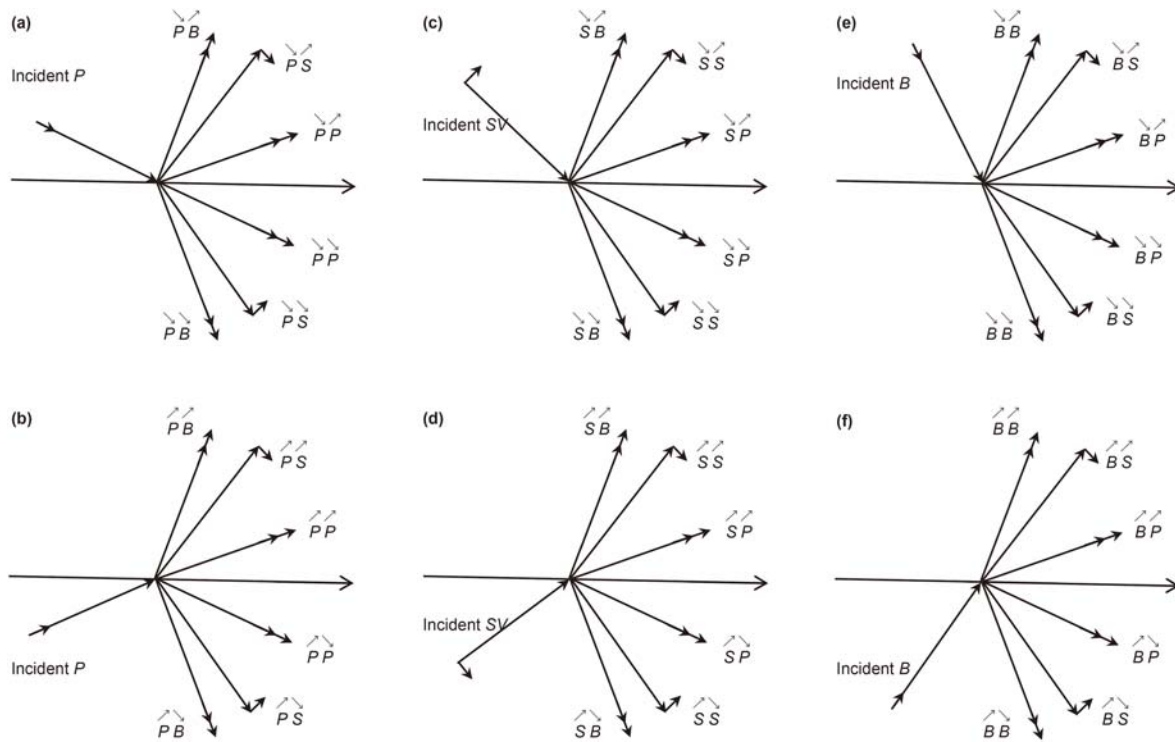 (a)
PB
PS
Incident P
PP
PP
PS
PB
(c)
SB
SS
Incident SV
SP
SP
SS
SB
(e)
BB
BS
Incident B
BP
BP
BS
BB
(b)
PB
PS
PP
Incident P
PP
PS
PB
(d)
SB
SS
SP
Incident SV
SP
SS
SB
(f)
BB
BS
BP
Incident B
BP
BS
BB